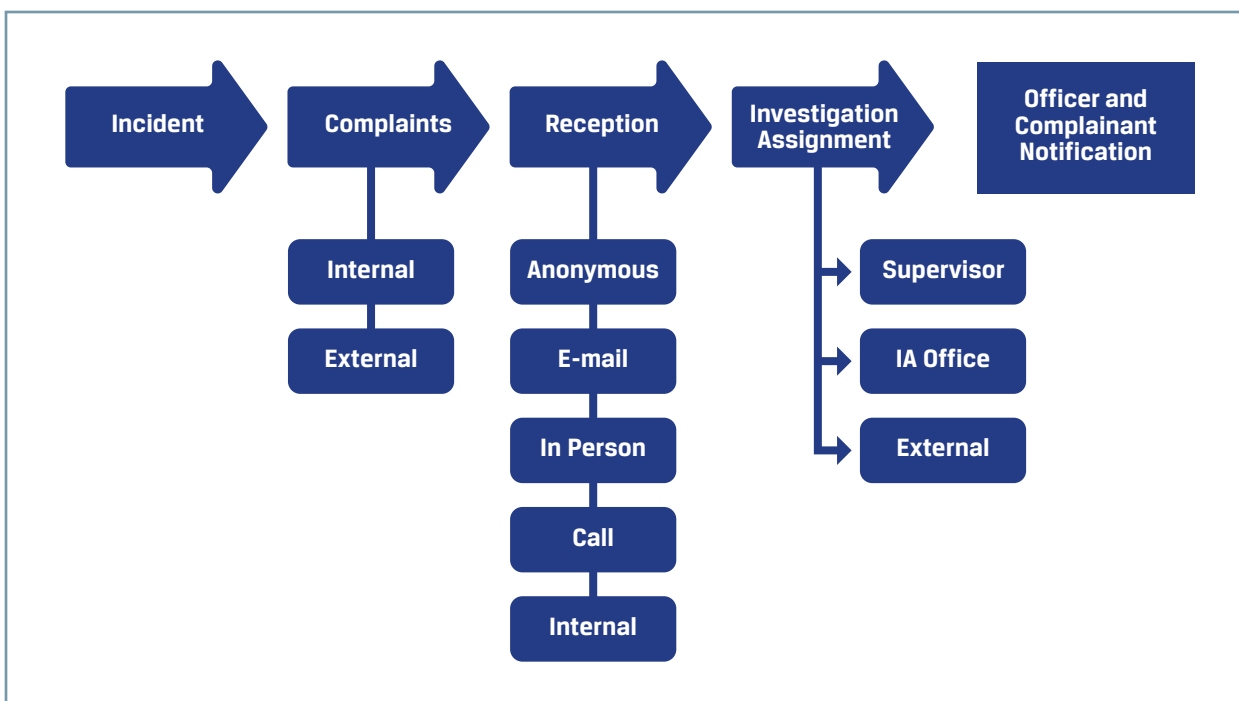 Incident
Complaints
Reception
Investigation
Assignment
Officer and
Complainant
Notification
Internal
External
Anonymous
E-mail
In Person
Call
Internal
Supervisor
IA Office
External